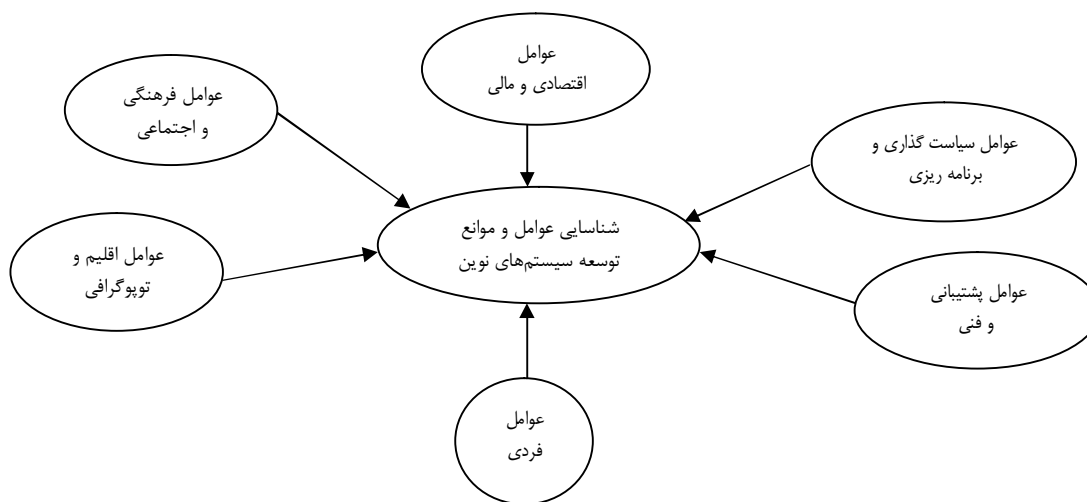 عوامل
اقتصادی و مالی
عوامل فرهنگی
و اجتماعی
عوامل سیاست گذاری و
برنامه ریزی
شناسایی عوامل و موانع
توسعه سیستم‌های نوین
عوامل اقلیم و
توپوگرافی
عوامل پشتیبانی
و فنی
عوامل
فردی